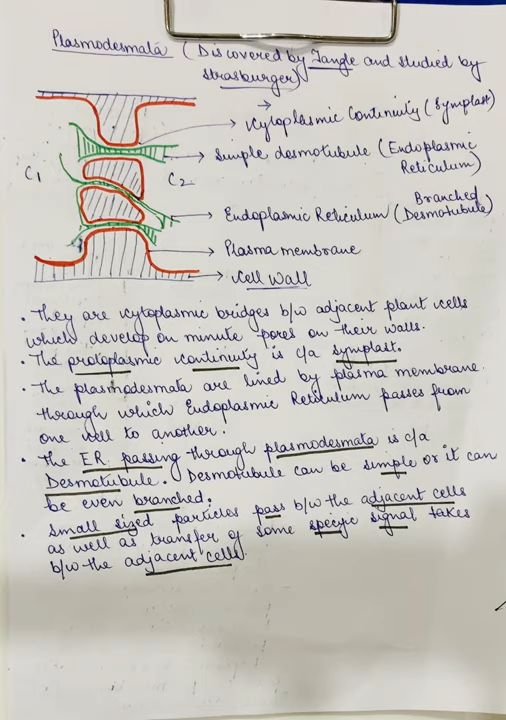 Plasmodesmata (Discovered by Tangle and studied by
Strasburger)
Cytoplasmic Continuity (Symplast)
Simple desmotubule (Endoplasmic
Reticulum)
C1
C2
Branched
Endoplasmic Reticulum (Desmotubule)
Plasma membrane
Cell Wall
• They are cytoplasmic bridges b/w adjacent plant cells
which develop on minute pores on their walls.
• The protoplasmic continuity is c/a symplast.
• The plasmodesmata are lined by plasma membrane
through which Endoplasmic Reticulum passes from
one cell to another.
• The ER passing through plasmodesmata is c/a
Desmotubule. Desmotubule can be simple or it can
be even branched.
• Small sized particles pass b/w the adjacent cells
as well as transfer of some specific signal takes
b/w the adjacent cells.